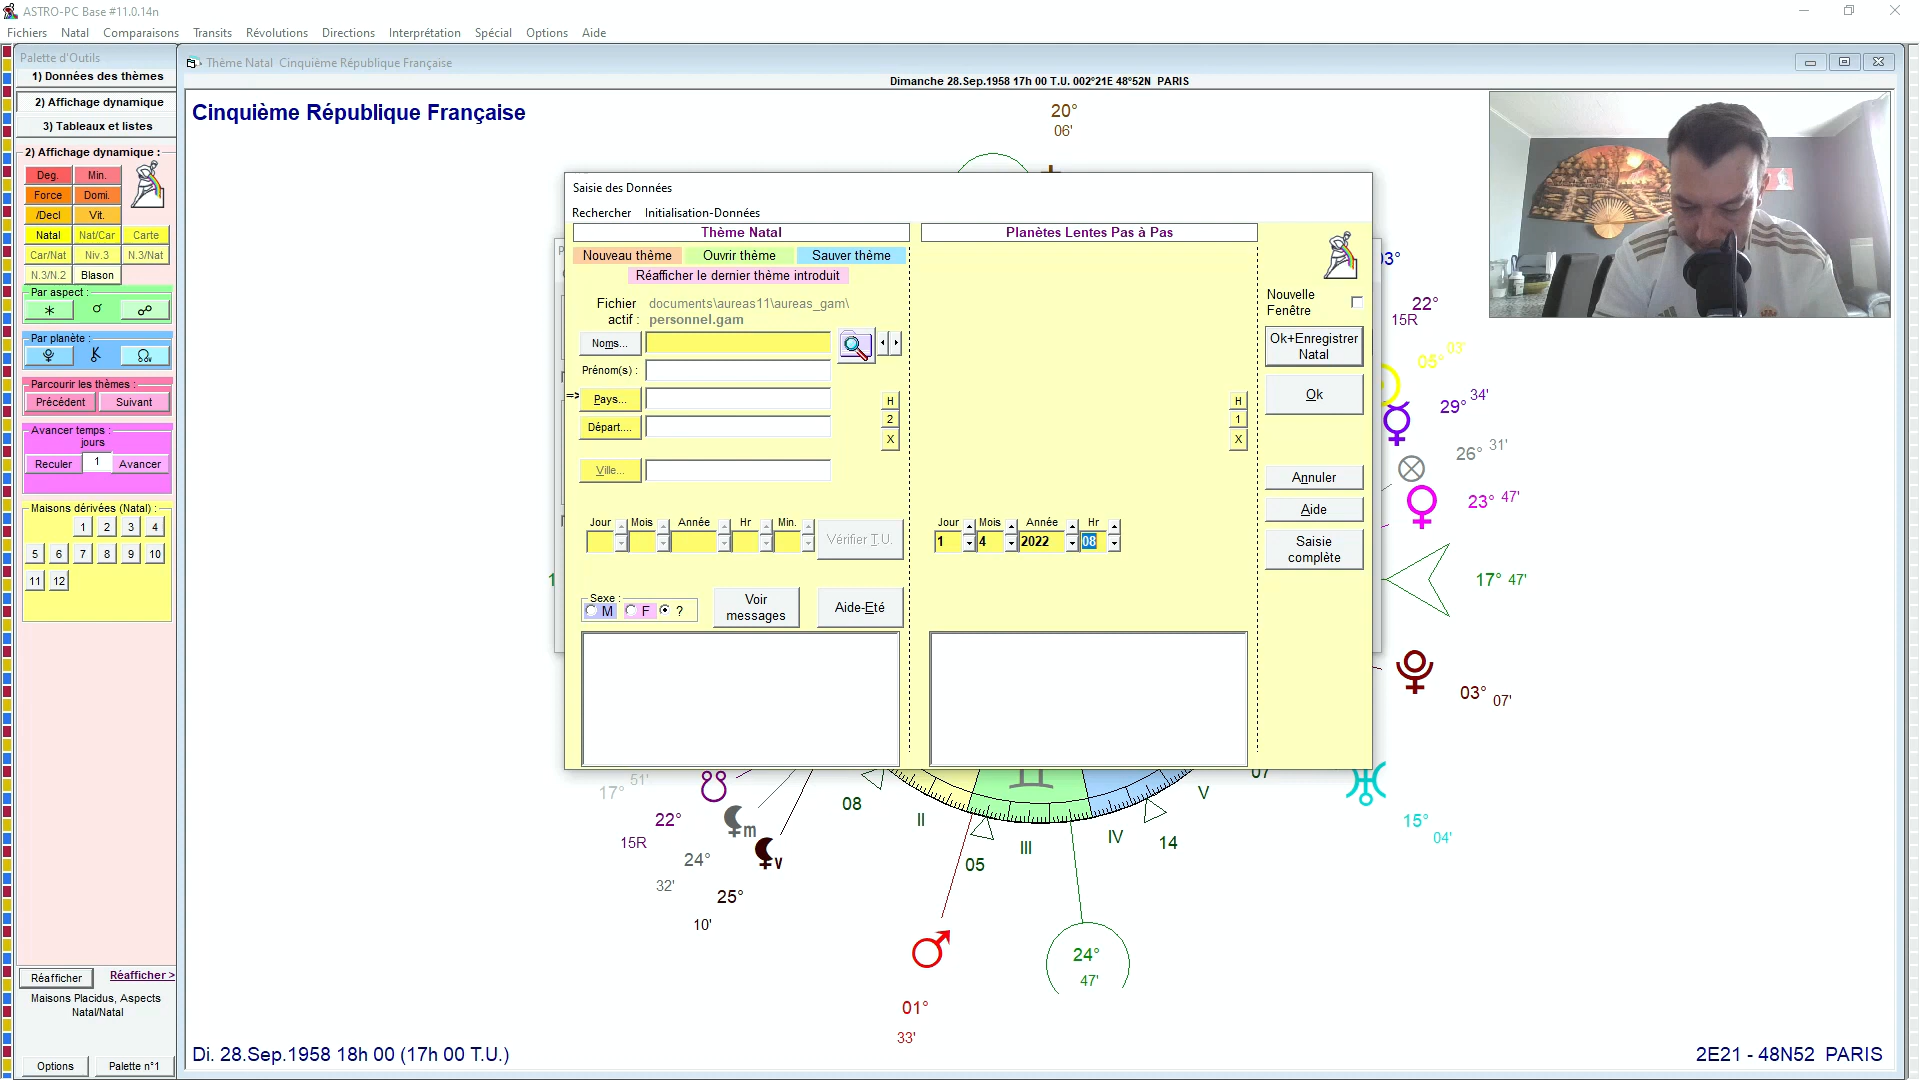 ASTRO-PC Base #11.0.14n
Fichiers Natal Comparaisons Transits Révolutions Directions Interprétation Spécial Options Aide
Palette d'Outils
1) Données des thèmes
2) Affichage dynamique
3) Tableaux et listes
2) Affichage dynamique :
Deg. Min.
Force Domi.
/Decl Vit.
Natal Nat/Car Carte
Car/Nat Niv.3 N.3/Nat
N.3/N.2 Blason
Par aspect :
Par planète :
Parcourir les thèmes :
Précédent Suivant
Avancer temps :
jours
Reculer 1 Avancer
Maisons dérivées (Natal) :
1 2 3 4
5 6 7 8 9 10
11 12
Réafficher Réafficher >
Maisons Placidus, Aspects
Natal/Natal
Options Palette n°1
Thème Natal Cinquième République Française
Dimanche 28.Sep.1958 17h 00 T.U. 002°21E 48°52N PARIS
Cinquième République Française
20°
06'
Saisie des Données
Rechercher Initialisation-Données
Thème Natal
Nouveau thème Ouvrir thème Sauver thème
Réafficher le dernier thème introduit
Fichier documents\aureas11\aureas_gam\
actif : personnel.gam
Noms...
Prénom(s) :
=> Pays...
Départ....
Ville...
H
2
X
Jour Mois Année Hr Min.
Vérifier T.U.
Sexe :
M F ?
Voir
messages
Aide-Eté
Planètes Lentes Pas à Pas
H
1
X
Jour Mois Année Hr
1 4 2022 08
Nouvelle
Fenêtre
Ok+Enregistrer
Natal
Ok
Annuler
Aide
Saisie
complète
03°
22°
15R
05° 03'
29° 34'
26° 31'
23° 47'
17° 47'
03° 07'
15°
04'
07
V
14
IV
III
05
II
08
17° 51'
22°
15R
m
24°
32'
v
25°
10'
01°
33'
24°
47'
Di. 28.Sep.1958 18h 00 (17h 00 T.U.)
2E21 - 48N52 PARIS